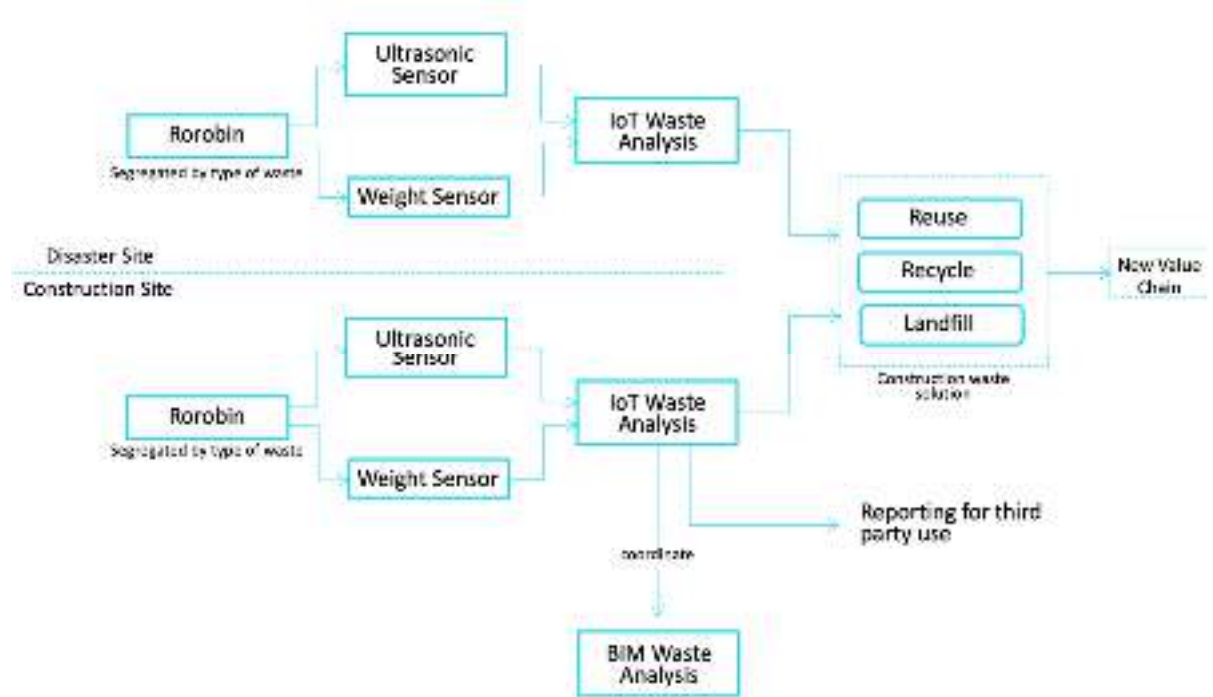 Ultrasonic
Sensor
Rorobin
Segregated by type of waste
Weight Sensor
IoT Waste
Analysis
Disaster Site
Construction Site
Ultrasonic
Sensor
Rorobin
Segregated by type of waste
Weight Sensor
IoT Waste
Analysis
Reuse
Recycle
Landfill
Construction waste
solution
New Value
Chain
Reporting for third
party use
coordinate
BIM Waste
Analysis